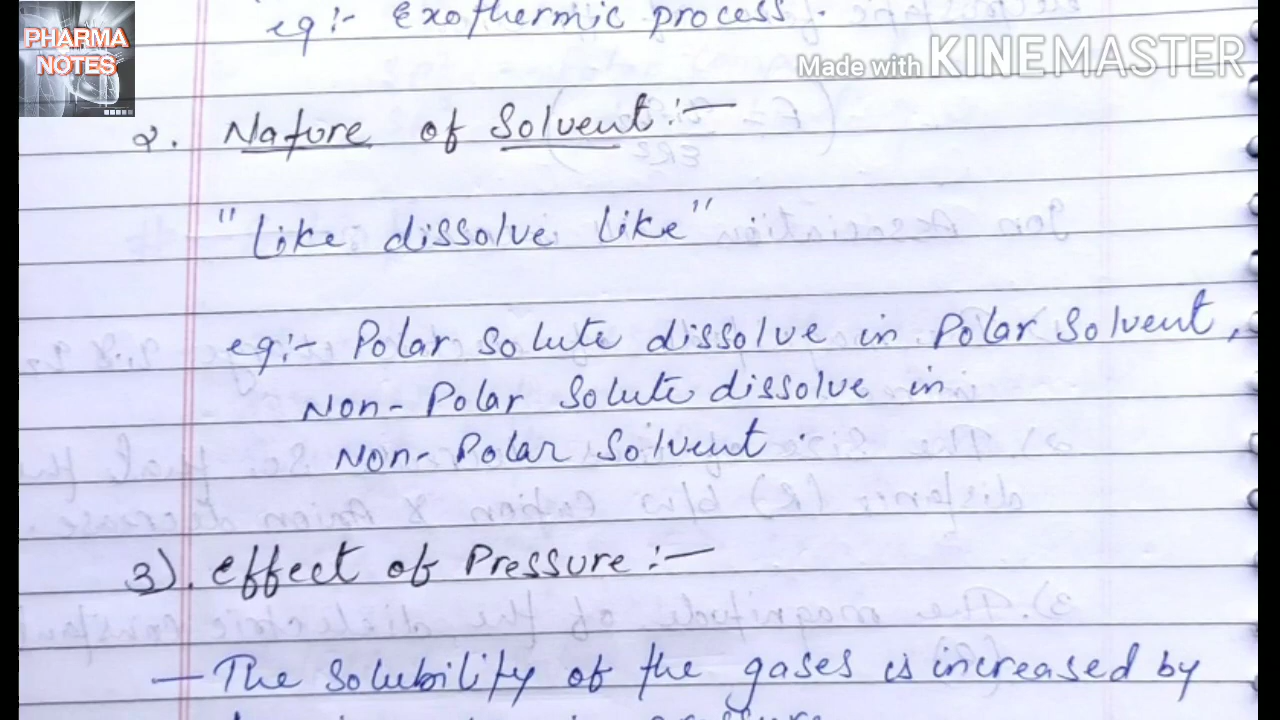 eg:- Exothermic process.
PHARMA
NOTES
Made with KINEMASTER
2. Nature of Solvent:-
"Like dissolve like"
eg:- Polar Solute dissolve in Polar Solvent,
Non-Polar Solute dissolve in
Non-Polar Solvent.
3). Effect of Pressure:-
- The Solubility of the gases is increased by